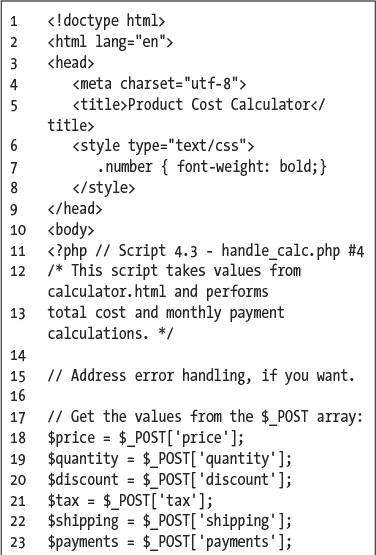 1 <!doctype html>
2 <html lang="en">
3 <head>
4 <meta charset="utf-8">
5 <title>Product Cost Calculator</
title>
6 <style type="text/css">
7 .number { font-weight: bold;}
8 </style>
9 </head>
10 <body>
11 <?php // Script 4.3 - handle_calc.php #4
12 /* This script takes values from
calculator.html and performs
13 total cost and monthly payment
calculations. */
14
15 // Address error handling, if you want.
16
17 // Get the values from the $_POST array:
18 $price = $_POST['price'];
19 $quantity = $_POST['quantity'];
20 $discount = $_POST['discount'];
21 $tax = $_POST['tax'];
22 $shipping = $_POST['shipping'];
23 $payments = $_POST['payments'];